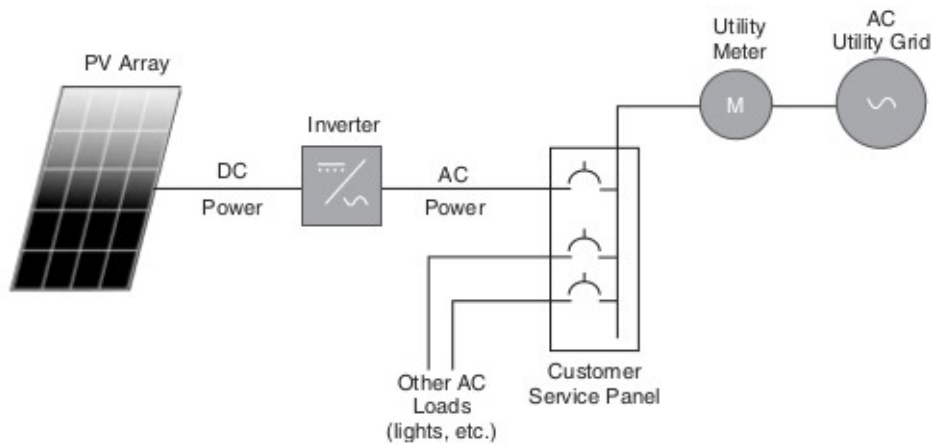 PV Array
Inverter
DC
Power
AC
Power
Utility
Meter
M
AC
Utility Grid
Other AC
Loads
(lights, etc.)
Customer
Service Panel